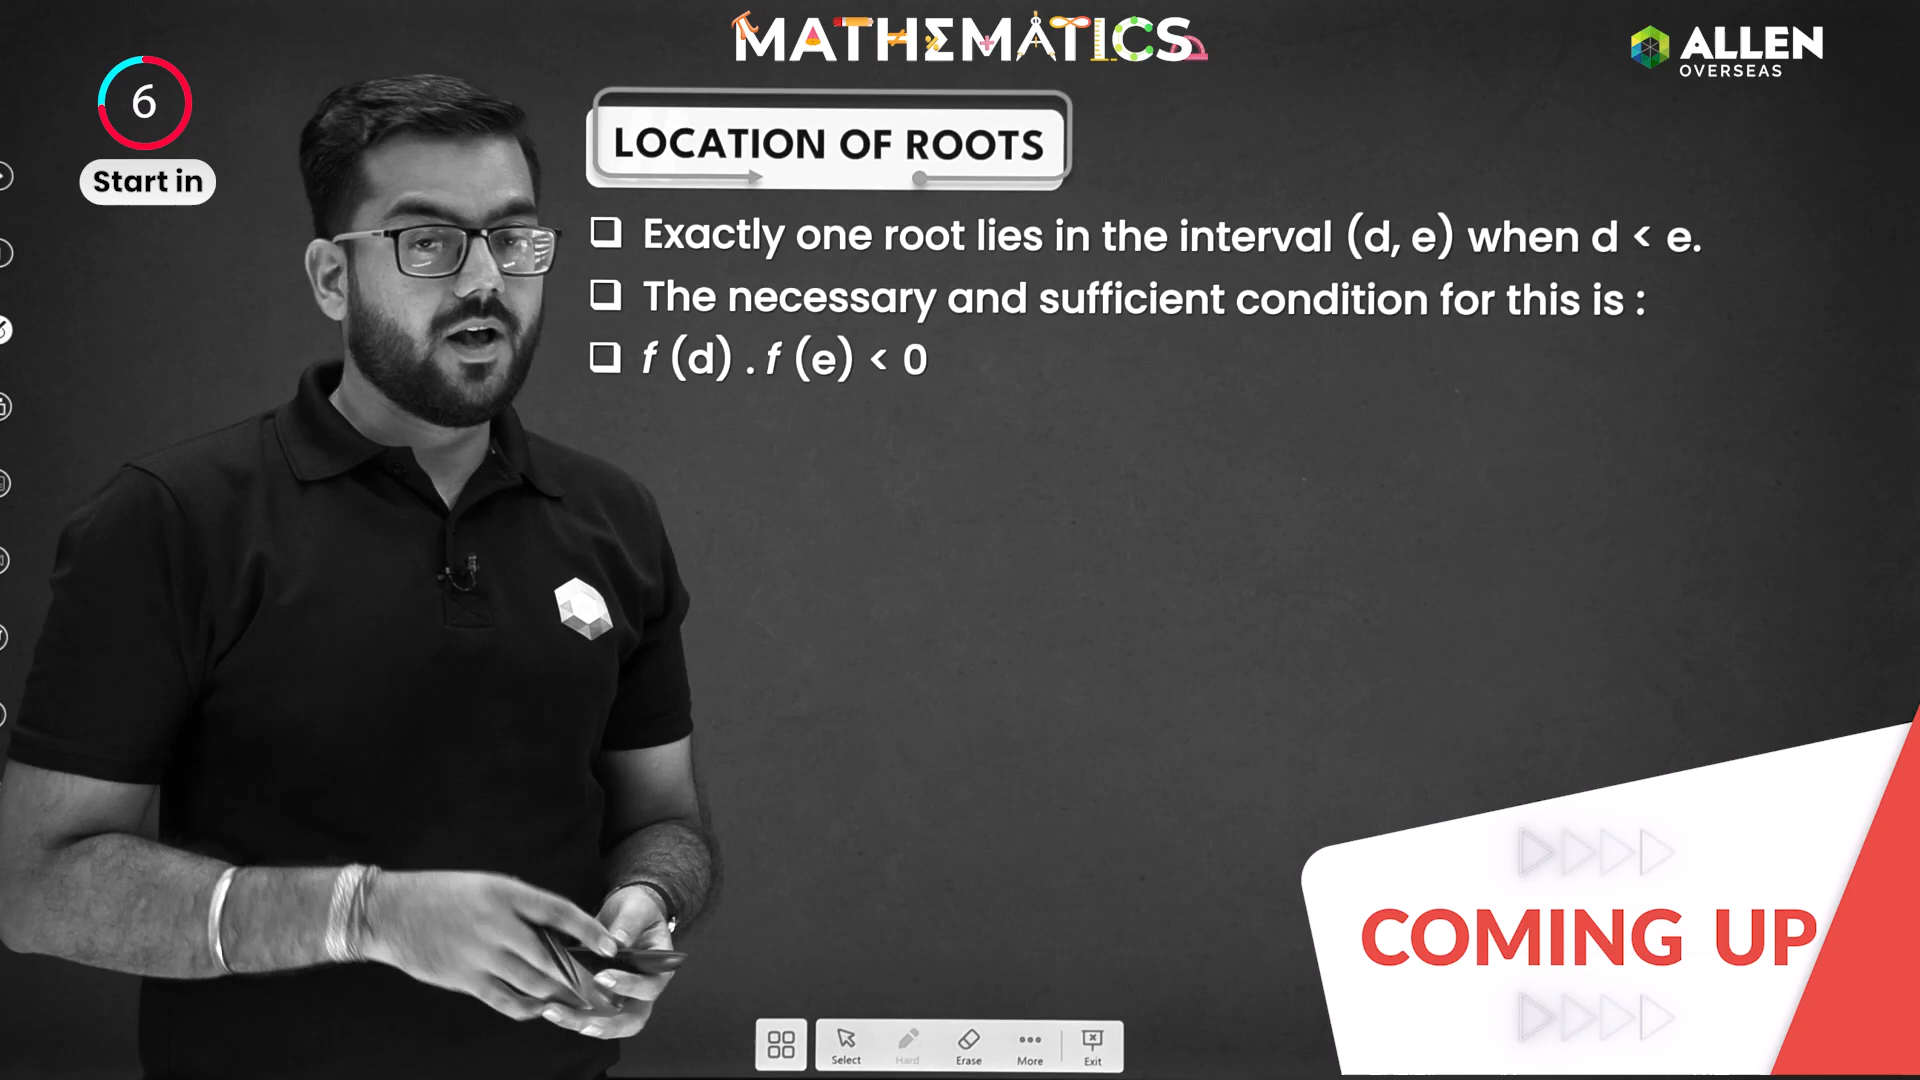 MATHEMATICS
ALLEN
OVERSEAS
6
Start in
LOCATION OF ROOTS
Exactly one root lies in the interval (d, e) when d < e.
The necessary and sufficient condition for this is :
f (d) . f (e) < 0
COMING UP
Select
Hard
Erase
More
Exit